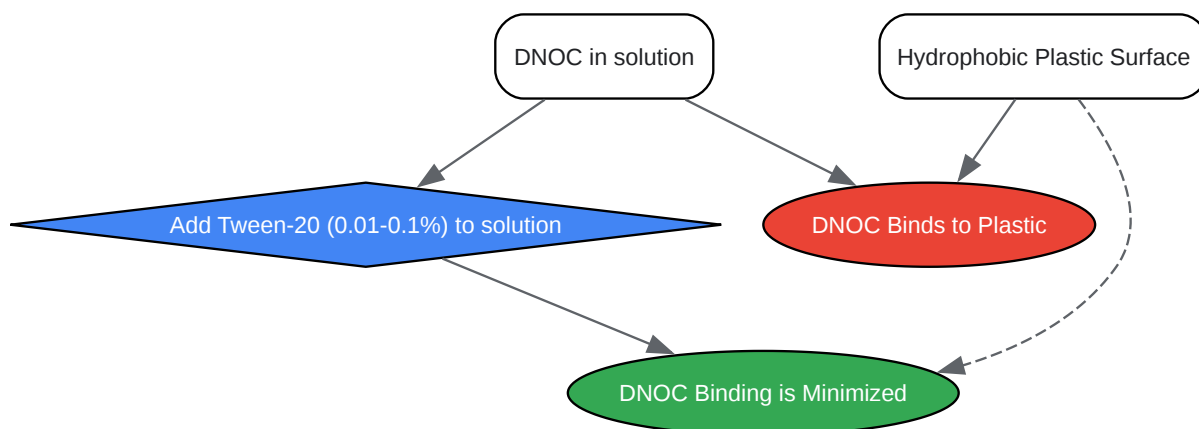 DNOC in solution
Hydrophobic Plastic Surface
Add Tween-20 (0.01-0.1%) to solution
DNOC Binds to Plastic
DNOC Binding is Minimized